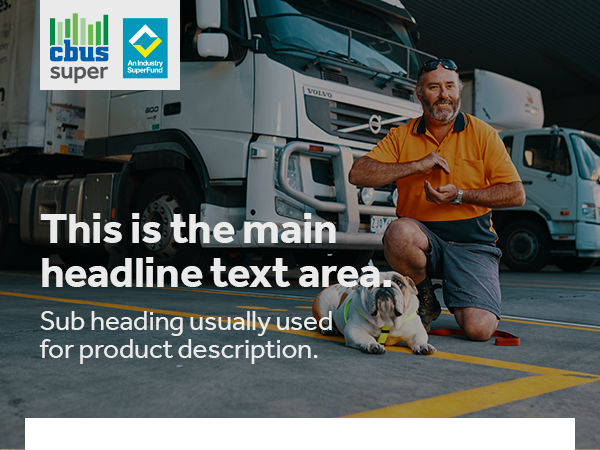 cbus
super
An Industry
SuperFund
VOLVO
600
This is the main
headline text area.
Sub heading usually used
for product description.